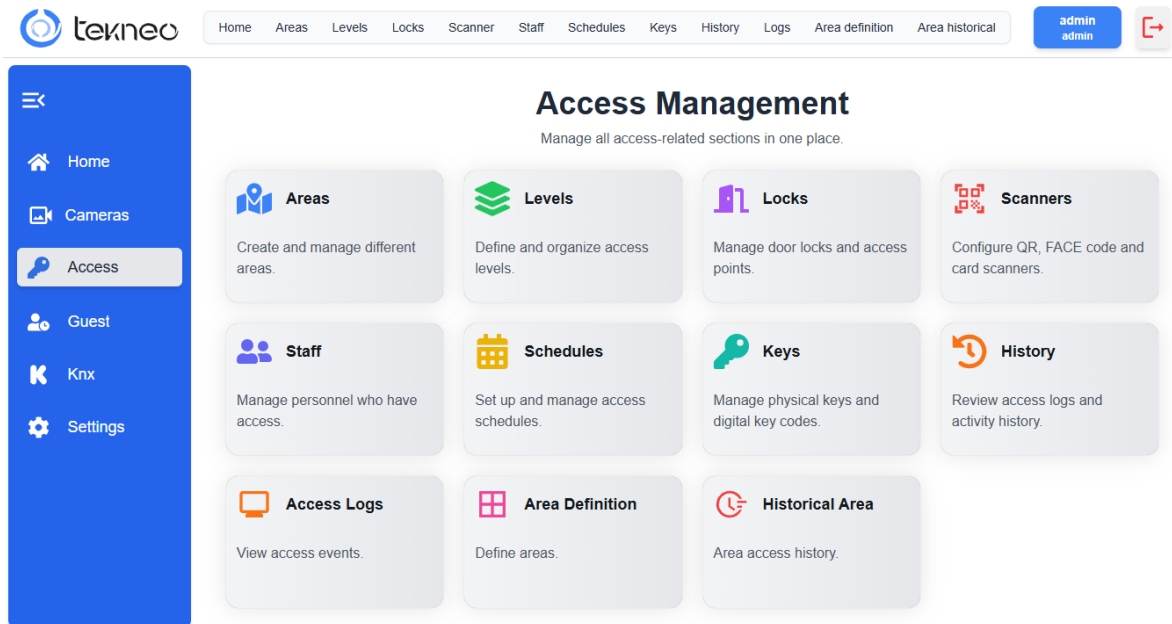 tekneo
Home Areas Levels Locks Scanner Staff Schedules Keys History Logs Area definition Area historical
admin
admin
Home
Cameras
Access
Guest
Knx
Settings
Access Management
Manage all access-related sections in one place.
Areas
Create and manage different
areas.
Levels
Define and organize access
levels.
Locks
Manage door locks and access
points.
Scanners
Configure QR, FACE code and
card scanners.
Staff
Manage personnel who have
access.
Schedules
Set up and manage access
schedules.
Keys
Manage physical keys and
digital key codes.
History
Review access logs and
activity history.
Access Logs
View access events.
Area Definition
Define areas.
Historical Area
Area access history.